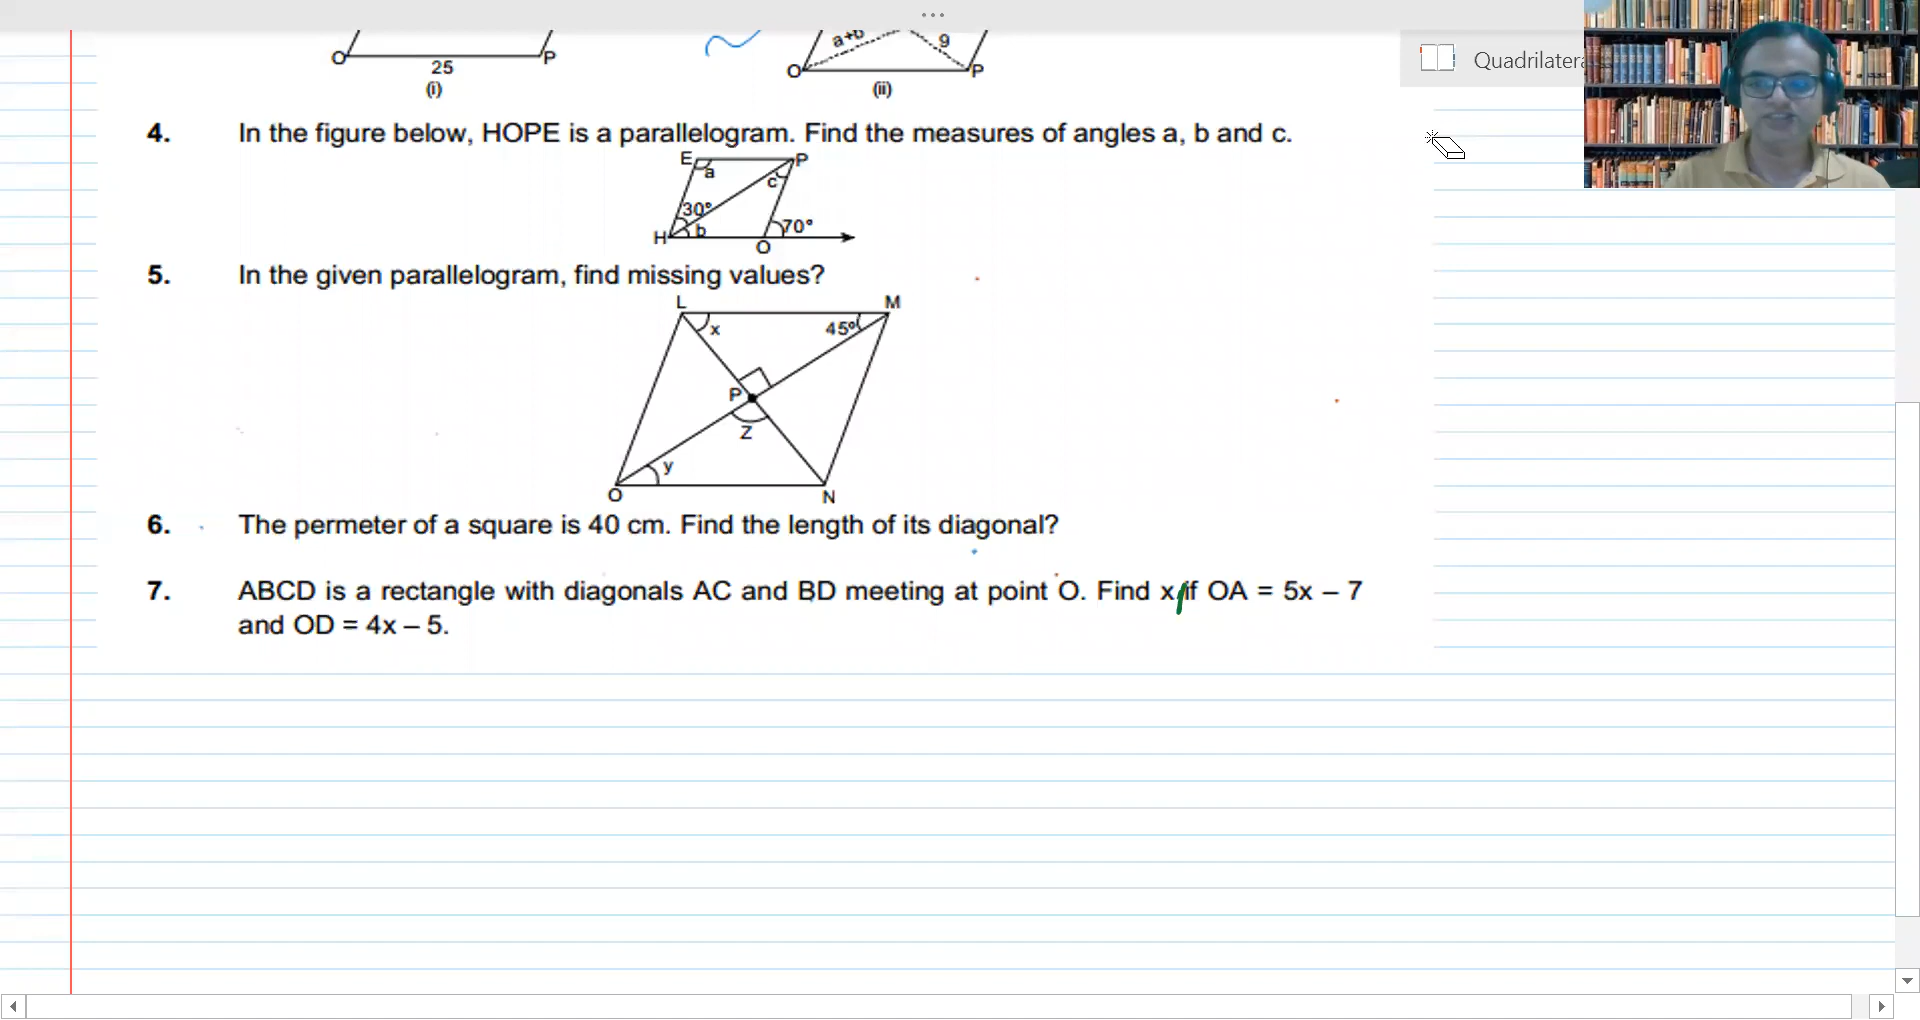 O
25
P
(i)
a+b
9
O
P
(ii)
Quadrilatera
4. In the figure below, HOPE is a parallelogram. Find the measures of angles a, b and c.
E
P
a
c
30°
H
b
70°
O
5. In the given parallelogram, find missing values?
L
M
x
45°
P
Z
y
O
N
6. The permeter of a square is 40 cm. Find the length of its diagonal?
7. ABCD is a rectangle with diagonals AC and BD meeting at point O. Find x if OA = 5x – 7
and OD = 4x – 5.